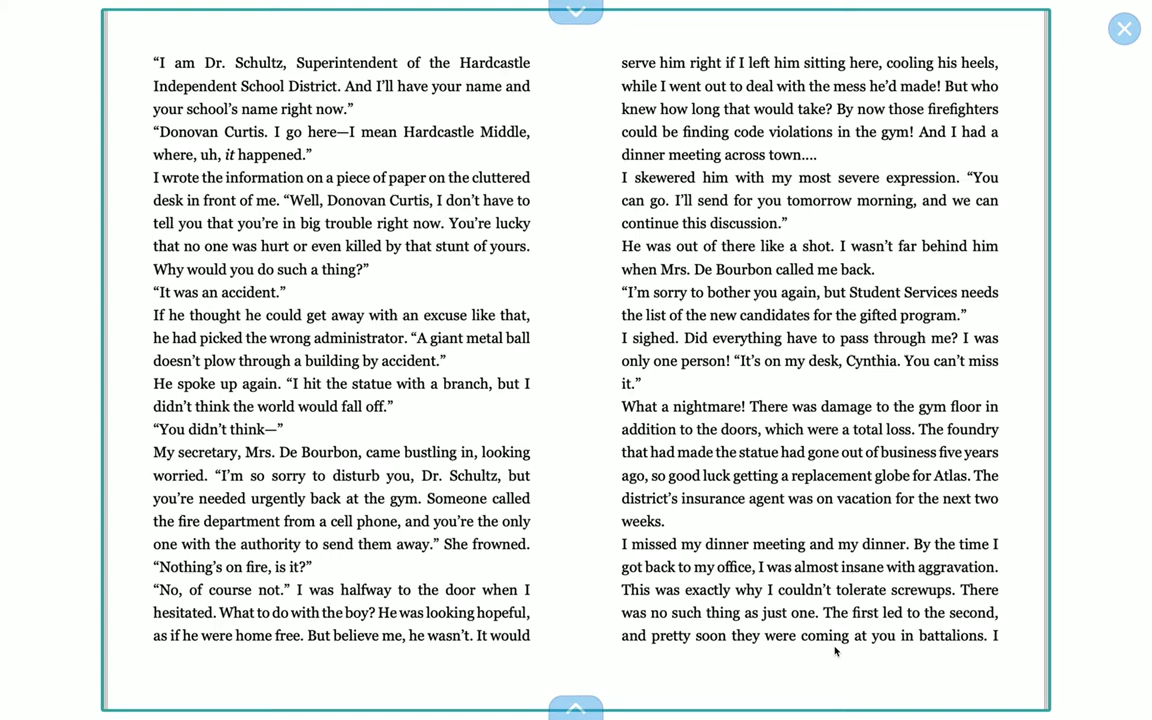 “I am Dr. Schultz, Superintendent of the Hardcastle
Independent School District. And I’ll have your name and
your school’s name right now.”
“Donovan Curtis. I go here—I mean Hardcastle Middle,
where, uh, it happened.”
I wrote the information on a piece of paper on the cluttered
desk in front of me. “Well, Donovan Curtis, I don’t have to
tell you that you’re in big trouble right now. You’re lucky
that no one was hurt or even killed by that stunt of yours.
Why would you do such a thing?”
“It was an accident.”
If he thought he could get away with an excuse like that,
he had picked the wrong administrator. “A giant metal ball
doesn’t plow through a building by accident.”
He spoke up again. “I hit the statue with a branch, but I
didn’t think the world would fall off.”
“You didn’t think—”
My secretary, Mrs. De Bourbon, came bustling in, looking
worried. “I’m so sorry to disturb you, Dr. Schultz, but
you’re needed urgently back at the gym. Someone called
the fire department from a cell phone, and you’re the only
one with the authority to send them away.” She frowned.
“Nothing’s on fire, is it?”
“No, of course not.” I was halfway to the door when I
hesitated. What to do with the boy? He was looking hopeful,
as if he were home free. But believe me, he wasn’t. It would
serve him right if I left him sitting here, cooling his heels,
while I went out to deal with the mess he’d made! But who
knew how long that would take? By now those firefighters
could be finding code violations in the gym! And I had a
dinner meeting across town....
I skewered him with my most severe expression. “You
can go. I’ll send for you tomorrow morning, and we can
continue this discussion.”
He was out of there like a shot. I wasn’t far behind him
when Mrs. De Bourbon called me back.
“I’m sorry to bother you again, but Student Services needs
the list of the new candidates for the gifted program.”
I sighed. Did everything have to pass through me? I was
only one person! “It’s on my desk, Cynthia. You can’t miss
it.”
What a nightmare! There was damage to the gym floor in
addition to the doors, which were a total loss. The foundry
that had made the statue had gone out of business five years
ago, so good luck getting a replacement globe for Atlas. The
district’s insurance agent was on vacation for the next two
weeks.
I missed my dinner meeting and my dinner. By the time I
got back to my office, I was almost insane with aggravation.
This was exactly why I couldn’t tolerate screwups. There
was no such thing as just one. The first led to the second,
and pretty soon they were coming at you in battalions. I